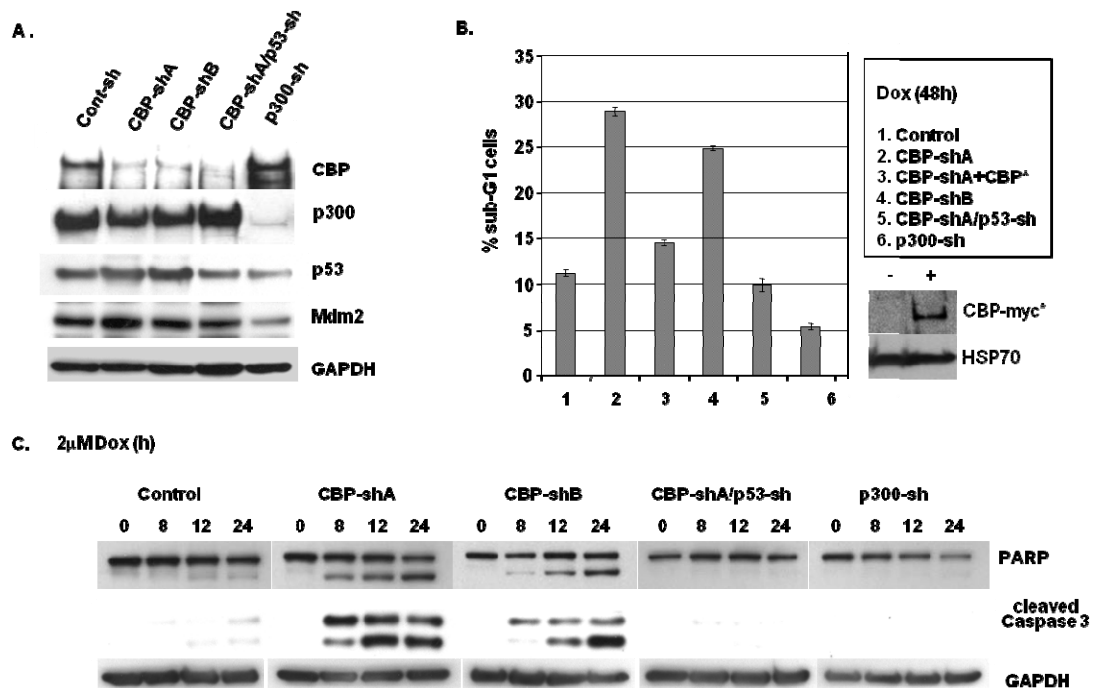 A.
Cont-sh
CBP-shA
CBP-shB
CBP-shA/p53-sh
p300-sh
CBP
p300
p53
Mdm2
GAPDH
B.
% sub-G1 cells
35
30
25
20
15
10
5
0
1 2 3 4 5 6
Dox (48h)
1. Control
2. CBP-shA
3. CBP-shA+CBP*
4. CBP-shB
5. CBP-shA/p53-sh
6. p300-sh
- +
CBP-myc*
HSP70
C. 2μMDox (h)
Control CBP-shA CBP-shB CBP-shA/p53-sh p300-sh
0 8 12 24 0 8 12 24 0 8 12 24 0 8 12 24 0 8 12 24
PARP
cleaved
Caspase 3
GAPDH